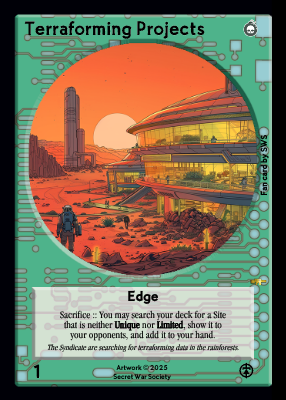 Terraforming Projects
Fan card by SWS
Edge
Sacrifice :: You may search your deck for a Site
that is neither Unique nor Limited, show it to
your opponents, and add it to your hand.
The Syndicate are searching for terraforming data in the rainforests.
1
Artwork © 2025
Secret War Society